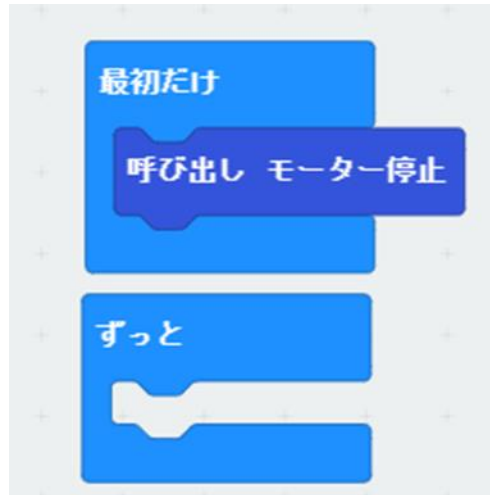 最初だけ
呼び出し モーター停止
ずっと